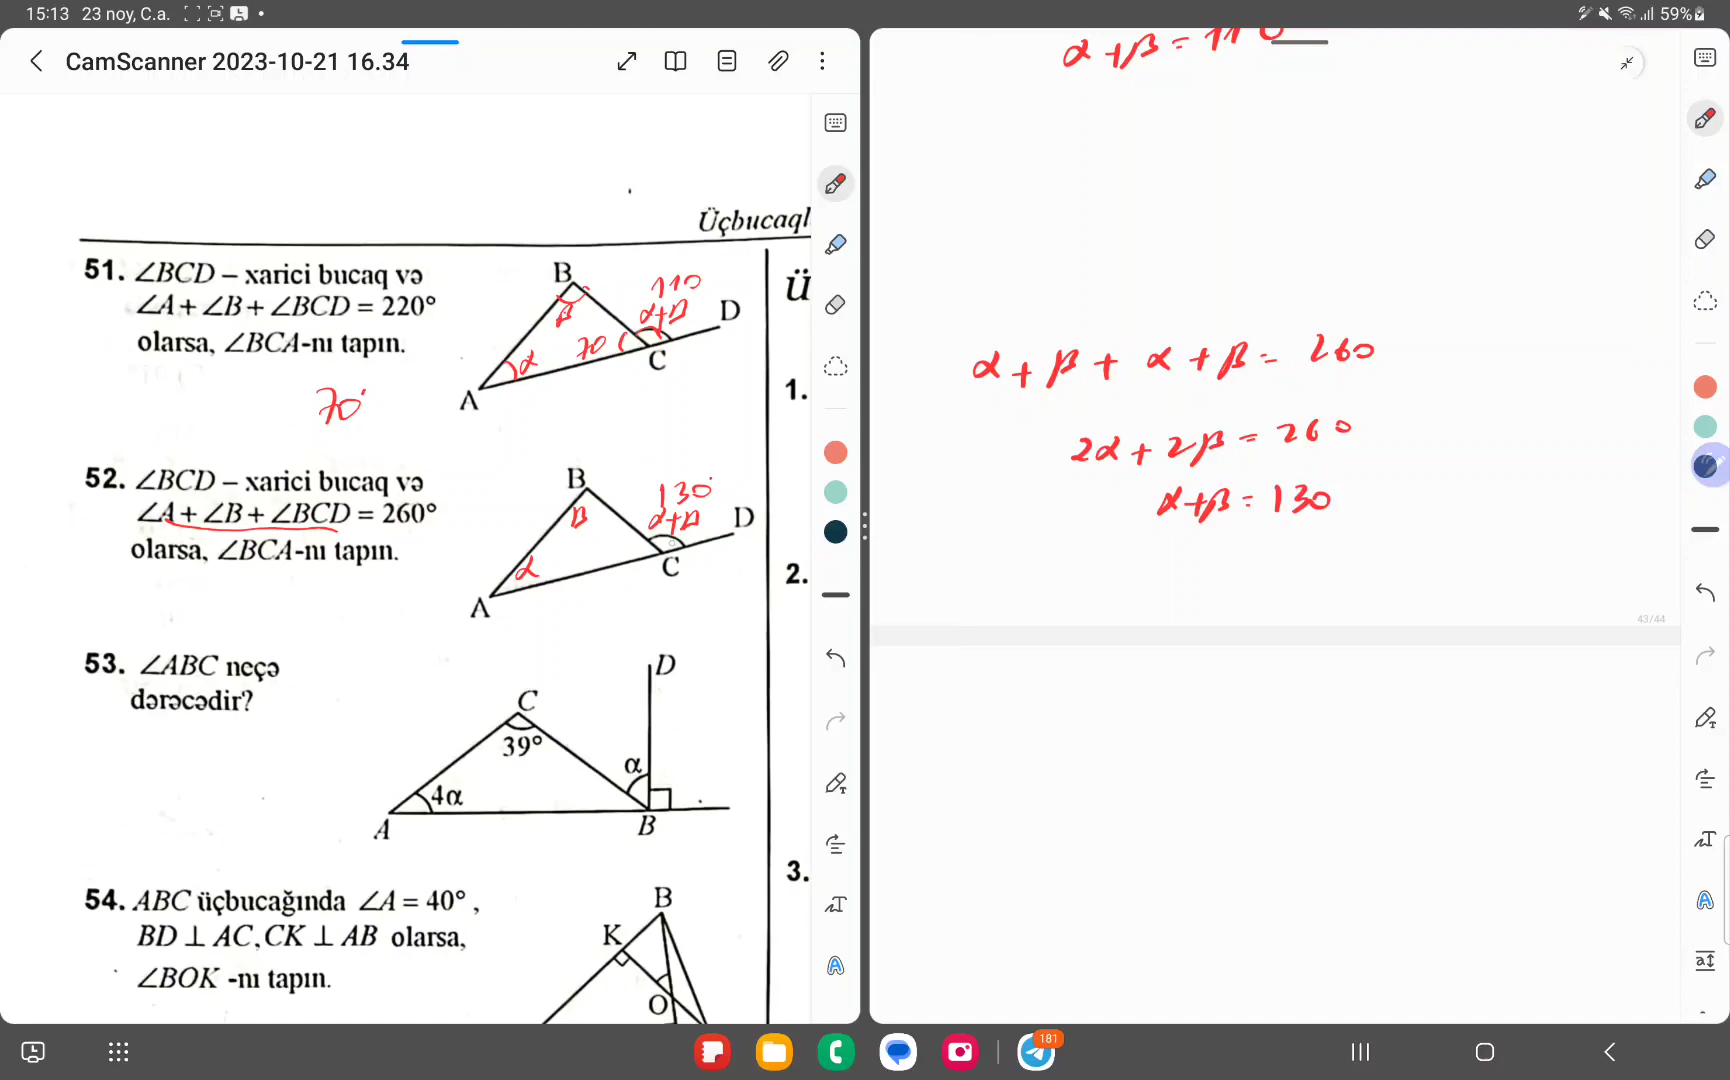 15:13 23 noy, C.a.
59%
CamScanner 2023-10-21 16.34
Üçbucaql
51. ∠BCD – xarici bucaq və
∠A + ∠B + ∠BCD = 220°
olarsa, ∠BCA-nı tapın.
70°
B
β
110
α+β
D
70
α
C
A
52. ∠BCD – xarici bucaq və
∠A + ∠B + ∠BCD = 260°
olarsa, ∠BCA-nı tapın.
B
β
130°
α+β
D
α
C
A
53. ∠ABC neçə
dərəcədir?
D
C
39°
α
4α
A
B
54. ABC üçbucağında ∠A = 40° ,
BD ⊥ AC, CK ⊥ AB olarsa,
∠BOK -nı tapın.
B
K
O
Ü
1.
2.
3.
α+β = 110
α + β + α + β = 260
2α + 2β = 260
α+β = 130
43/44
181